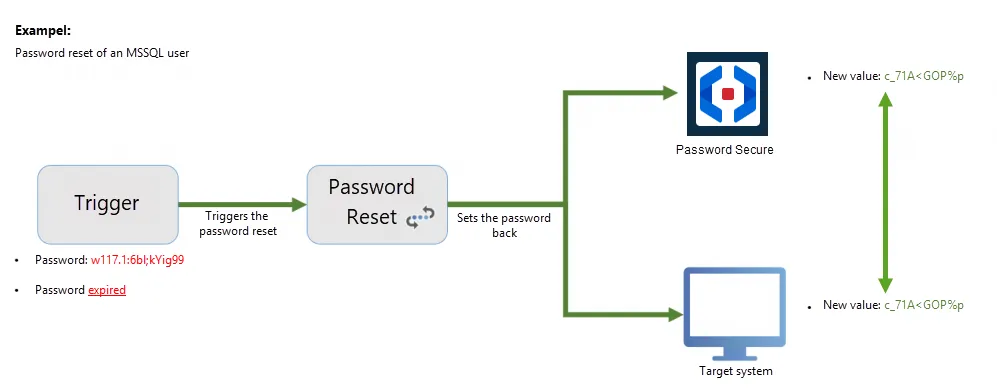 Exampel:
Password reset of an MSSQL user
New value: c_71A<GOP%p
Password Secure
Trigger
Triggers the
password reset
Password
Reset
Sets the password
back
Password: w117.1:6bl;kYig99
Password expired
New value: c_71A<GOP%p
Target system